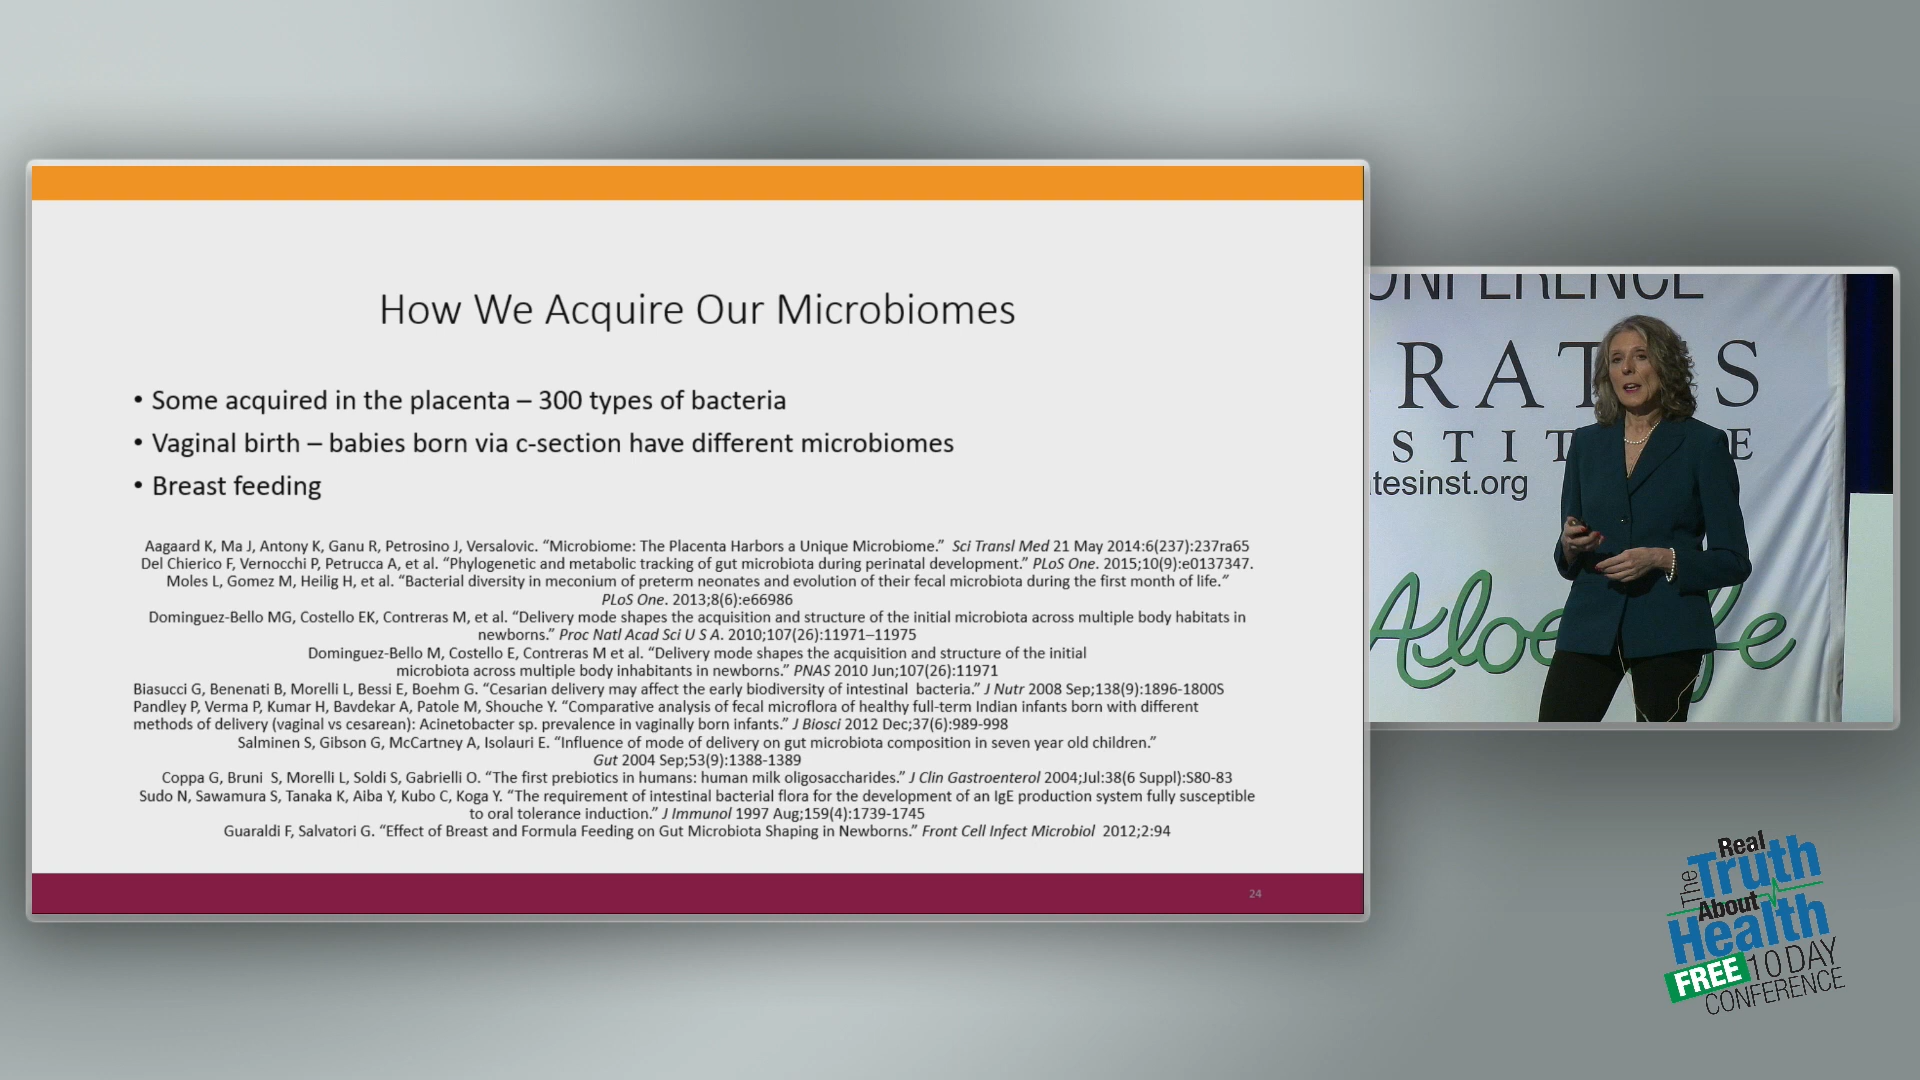 How We Acquire Our Microbiomes
• Some acquired in the placenta – 300 types of bacteria
• Vaginal birth – babies born via c-section have different microbiomes
• Breast feeding
Aagaard K, Ma J, Antony K, Ganu R, Petrosino J, Versalovic. “Microbiome: The Placenta Harbors a Unique Microbiome.” Sci Transl Med 21 May 2014:6(237):237ra65
Del Chierico F, Vernocchi P, Petrucca A, et al. “Phylogenetic and metabolic tracking of gut microbiota during perinatal development.” PLoS One. 2015;10(9):e0137347.
Moles L, Gomez M, Heilig H, et al. “Bacterial diversity in meconium of preterm neonates and evolution of their fecal microbiota during the first month of life.”
PLoS One. 2013;8(6):e66986
Dominguez-Bello MG, Costello EK, Contreras M, et al. “Delivery mode shapes the acquisition and structure of the initial microbiota across multiple body habitats in
newborns.” Proc Natl Acad Sci U S A. 2010;107(26):11971–11975
Dominguez-Bello M, Costello E, Contreras M et al. “Delivery mode shapes the acquisition and structure of the initial
microbiota across multiple body inhabitants in newborns.” PNAS 2010 Jun;107(26):11971
Biasucci G, Benenati B, Morelli L, Bessi E, Boehm G. “Cesarian delivery may affect the early biodiversity of intestinal bacteria.” J Nutr 2008 Sep;138(9):1896-1800S
Pandley P, Verma P, Kumar H, Bavdekar A, Patole M, Shouche Y. “Comparative analysis of fecal microflora of healthy full-term Indian infants born with different
methods of delivery (vaginal vs cesarean): Acinetobacter sp. prevalence in vaginally born infants.” J Biosci 2012 Dec;37(6):989-998
Salminen S, Gibson G, McCartney A, Isolauri E. “Influence of mode of delivery on gut microbiota composition in seven year old children.”
Gut 2004 Sep;53(9):1388-1389
Coppa G, Bruni S, Morelli L, Soldi S, Gabrielli O. “The first prebiotics in humans: human milk oligosaccharides.” J Clin Gastroenterol 2004;Jul:38(6 Suppl):S80-83
Sudo N, Sawamura S, Tanaka K, Aiba Y, Kubo C, Koga Y. “The requirement of intestinal bacterial flora for the development of an IgE production system fully susceptible
to oral tolerance induction.” J Immunol 1997 Aug;159(4):1739-1745
Guaraldi F, Salvatori G. “Effect of Breast and Formula Feeding on Gut Microbiota Shaping in Newborns.” Front Cell Infect Microbiol 2012;2:94
24
ONFERENCE
RAT S
STIT E
tesinst.org
Aloe fe
The Real
Truth
About
Health
FREE 10 DAY
CONFERENCE